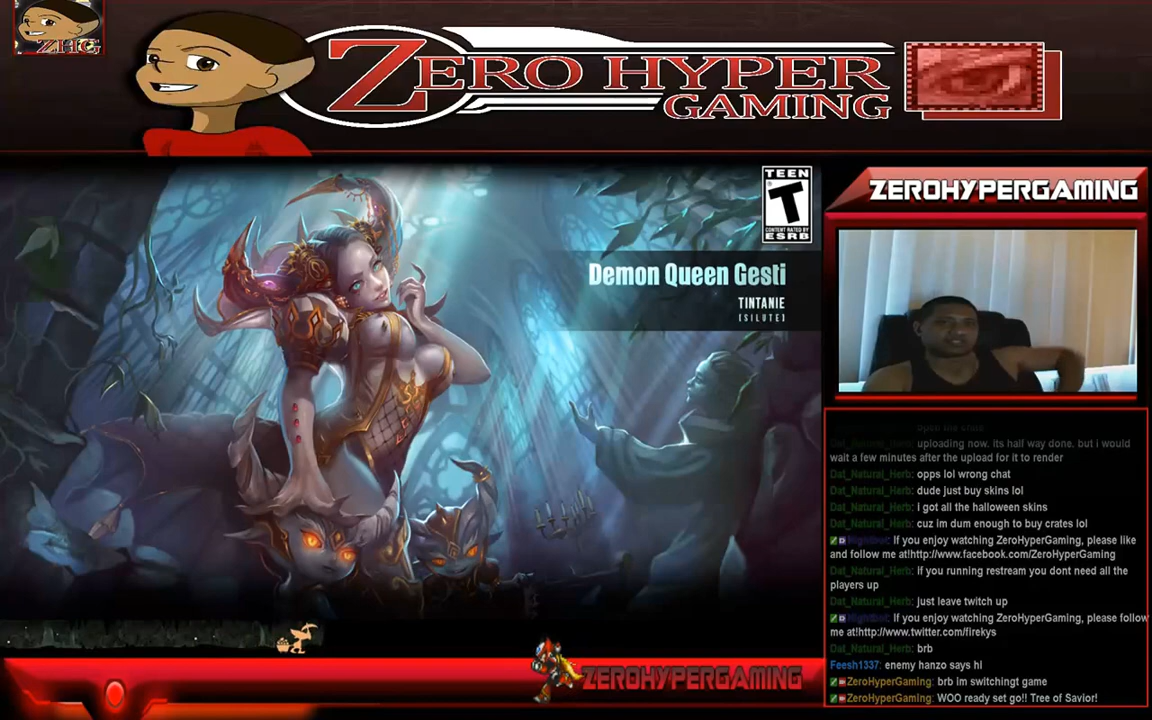 ZHG
ZERO HYPER
GAMING
TEEN
T
CONTENT RATED BY
ESRB
Demon Queen Gesti
TINTANIE
[SILUTE]
ZEROHYPERGAMING
Dat_Natural_Herb: uploading now. its half way done. but i would
wait a few minutes after the upload for it to render
Dat_Natural_Herb: opps lol wrong chat
Dat_Natural_Herb: dude just buy skins lol
Dat_Natural_Herb: i got all the halloween skins
Dat_Natural_Herb: cuz im dum enough to buy crates lol
Nightbot: If you enjoy watching ZeroHyperGaming, please like
and follow me at!http://www.facebook.com/ZeroHyperGaming
Dat_Natural_Herb: If you running restream you dont need all the
players up
Dat_Natural_Herb: just leave twitch up
Nightbot: If you enjoy watching ZeroHyperGaming, please follow
me at!http://www.twitter.com/firekys
Dat_Natural_Herb: brb
Feesh1337: enemy hanzo says hi
ZeroHyperGaming: brb im switchingt game
ZeroHyperGaming: WOO ready set go!! Tree of Savior!
ZEROHYPERGAMING